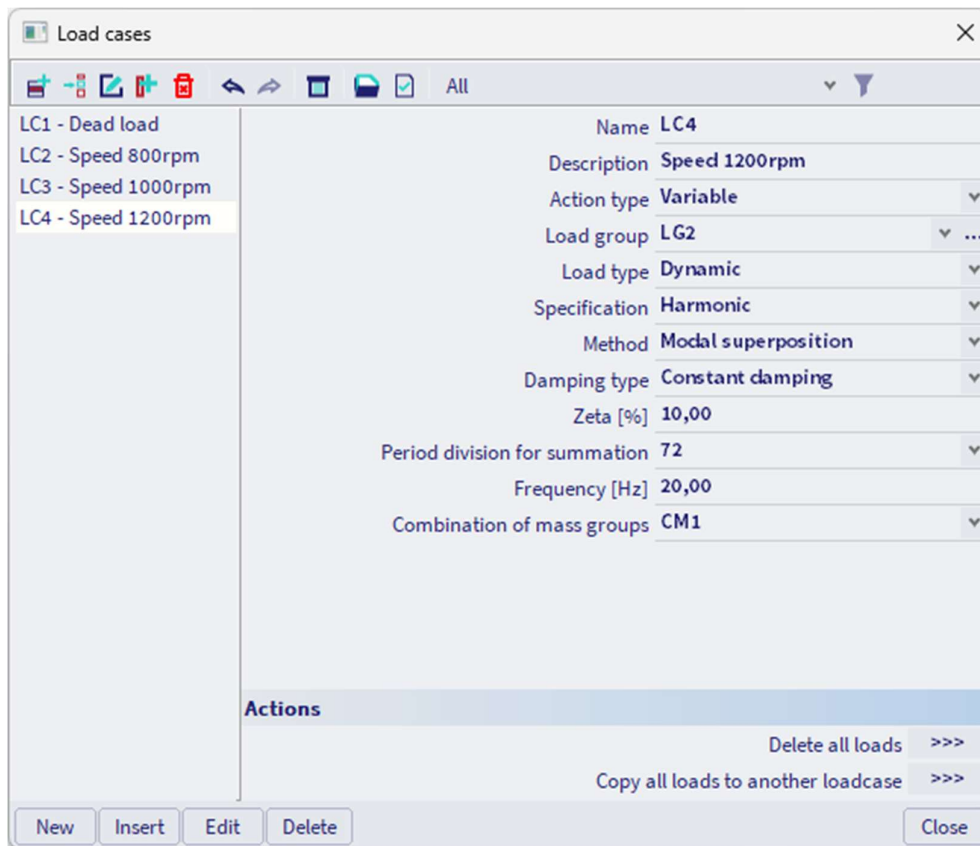 Load cases
All
LC1 - Dead load
LC2 - Speed 800rpm
LC3 - Speed 1000rpm
LC4 - Speed 1200rpm
Name LC4
Description Speed 1200rpm
Action type Variable
Load group LG2 ...
Load type Dynamic
Specification Harmonic
Method Modal superposition
Damping type Constant damping
Zeta [%] 10,00
Period division for summation 72
Frequency [Hz] 20,00
Combination of mass groups CM1
Actions
Delete all loads >>>
Copy all loads to another loadcase >>>
New Insert Edit Delete Close